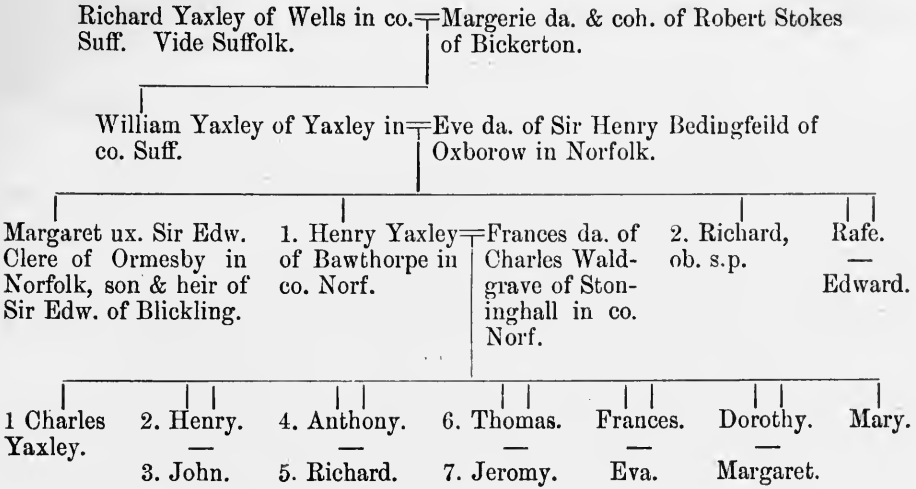 Richard Yaxley of Wells in co.
Suff. Vide Suffolk.
Margerie da. & coh. of Robert Stokes
of Bickerton.
William Yaxley of Yaxley in
co. Suff.
Eve da. of Sir Henry Bedingfeild of
Oxborow in Norfolk.
Margaret ux. Sir Edw.
Clere of Ormesby in
Norfolk, son & heir of
Sir Edw. of Blickling.
1. Henry Yaxley
of Bawthorpe in
co. Norf.
Frances da. of
Charles Wald-
grave of Ston-
inghall in co.
Norf.
2. Richard,
ob. s.p.
Rafe.
—
Edward.
1 Charles
Yaxley.
2. Henry.
—
3. John.
4. Anthony.
—
5. Richard.
6. Thomas.
—
7. Jeromy.
Frances.
—
Eva.
Dorothy.
—
Margaret.
Mary.